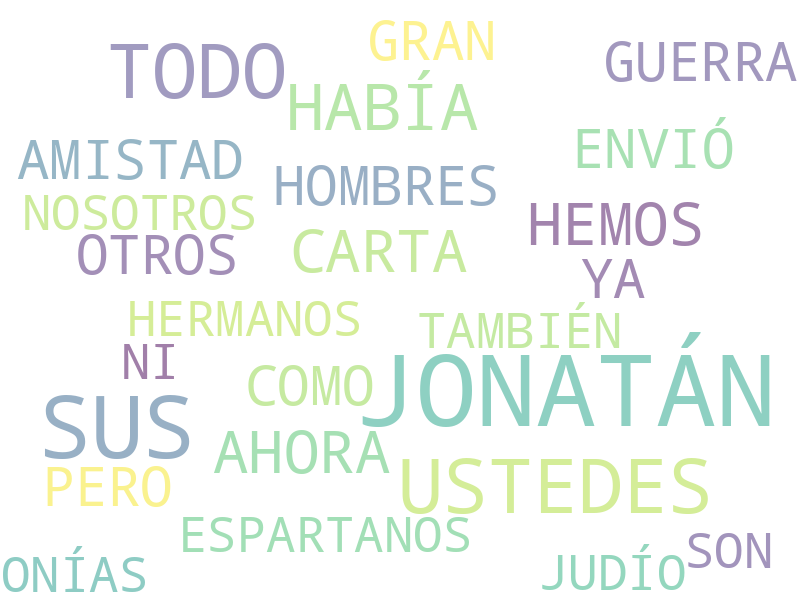 GRAN
TODO
GUERRA
HABÍA
AMISTAD
ENVIÓ
HOMBRES
NOSOTROS
HEMOS
OTROS
CARTA
YA
HERMANOS
TAMBIÉN
NI
COMO
JONATÁN
SUS
AHORA
PERO
USTEDES
ESPARTANOS
SON
ONÍAS
JUDÍO